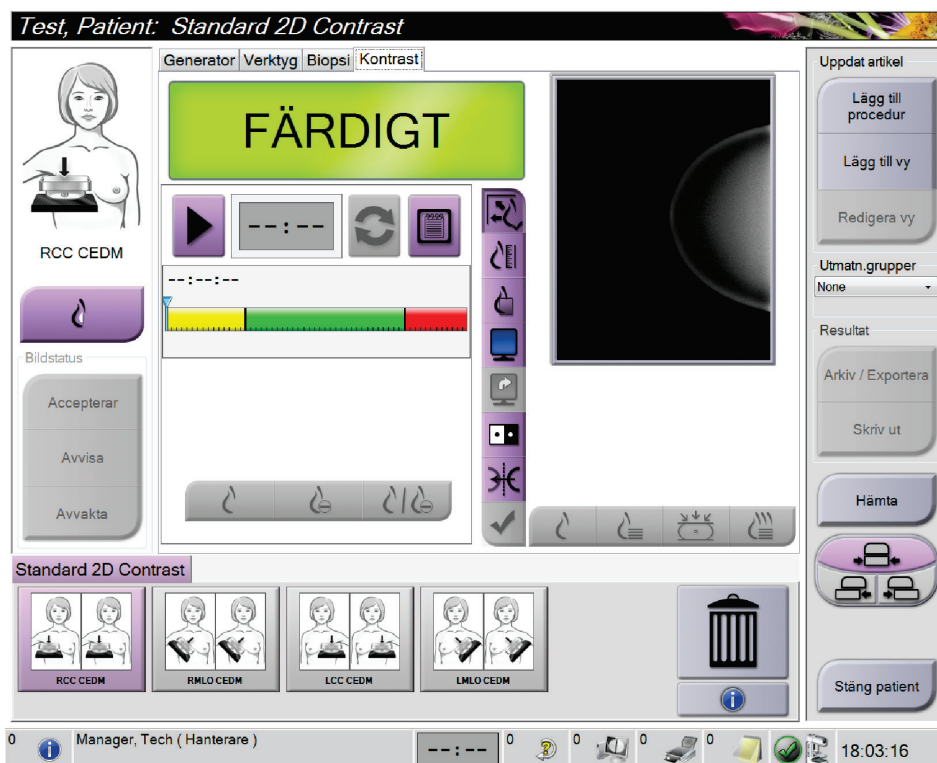 Test, Patient: Standard 2D Contrast
Generator Verktyg Biopsi Kontrast
FÄRDIGT
--:--
--:--:--
RCC CEDM
Bildstatus
Accepterar
Avvisa
Avvakta
Uppdat artikel
Lägg till
procedur
Lägg till vy
Redigera vy
Utmatn.grupper
None
Resultat
Arkiv / Exportera
Skriv ut
Hämta
Stäng patient
Standard 2D Contrast
RCC CEDM
RMLO CEDM
LCC CEDM
LMLO CEDM
0 Manager, Tech ( Hanterare ) --:-- 0 0 0 0 18:03:16